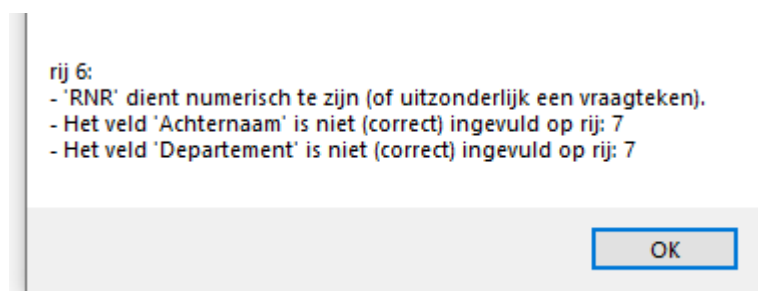 rij 6:
- 'RNR' dient numerisch te zijn (of uitzonderlijk een vraagteken).
- Het veld 'Achternaam' is niet (correct) ingevuld op rij: 7
- Het veld 'Departement' is niet (correct) ingevuld op rij: 7
OK